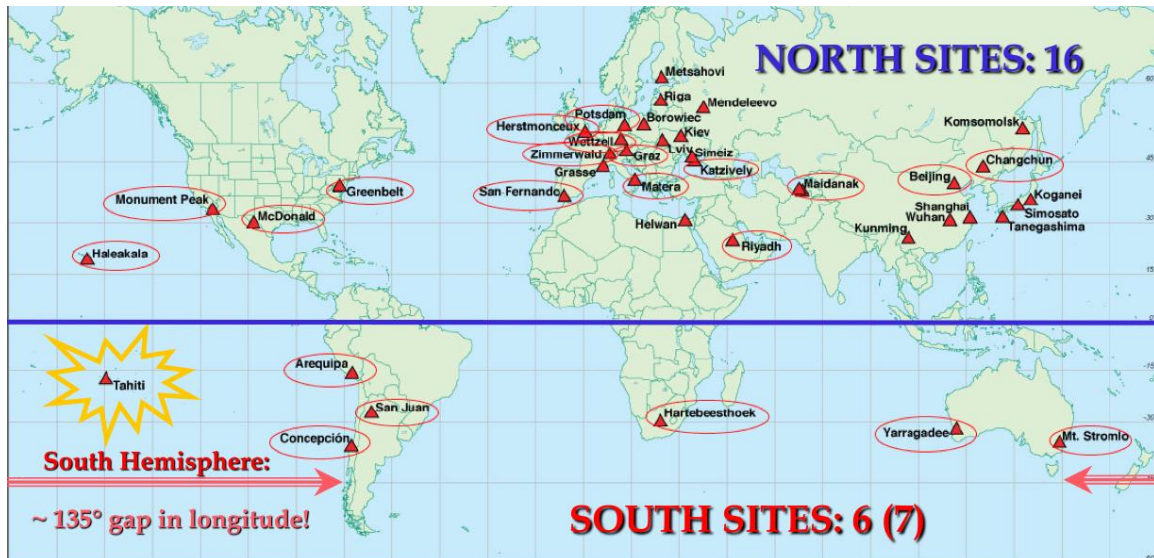 NORTH SITES: 16
Metsahovi
Riga
Mendeleevo
Potsdam
Borowiec
Herstmonceux
Kiev
Komsomolsk
Wettzell
Lviv
Simeiz
Zimmerwald
Graz
Katzively
Changchun
Grasse
Beijing
Greenbelt
San Fernando
Matera
Maidanak
Monument Peak
Koganei
McDonald
Shanghai
Simosato
Wuhan
Tanegashima
Helwan
Kunming
Riyadh
Haleakala
Arequipa
Tahiti
San Juan
Hartebeesthoek
Concepción
Yarragadee
Mt. Stromlo
South Hemisphere:
~ 135° gap in longitude!
SOUTH SITES: 6 (7)